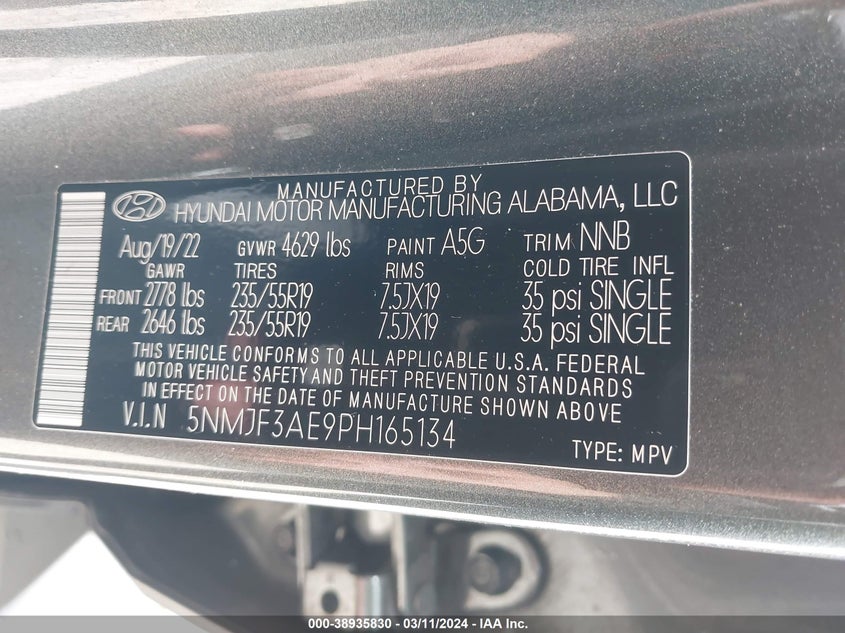 MANUFACTURED BY
HYUNDAI MOTOR MANUFACTURING ALABAMA, LLC
Aug/19/22 GVWR 4629 lbs PAINT A5G TRIM NNB
GAWR TIRES RIMS COLD TIRE INFL
FRONT 2778 lbs 235/55R19 7.5JX19 35 psi SINGLE
REAR 2646 lbs 235/55R19 7.5JX19 35 psi SINGLE
THIS VEHICLE CONFORMS TO ALL APPLICABLE U.S.A. FEDERAL
MOTOR VEHICLE SAFETY AND THEFT PREVENTION STANDARDS
IN EFFECT ON THE DATE OF MANUFACTURE SHOWN ABOVE
V.I.N 5NMJF3AE9PH165134
TYPE: MPV
000-38935830 - 03/11/2024 - IAA Inc.